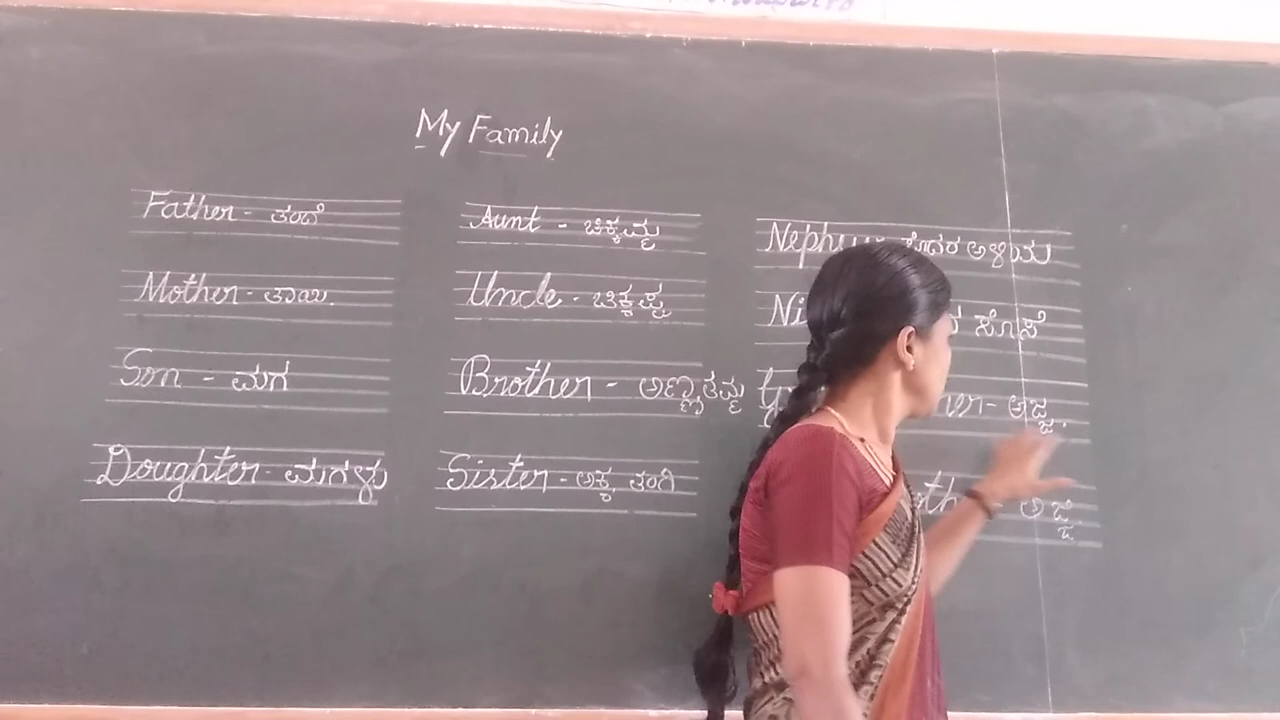 My Family
Father - ತಂದೆ
Mother - ತಾಯಿ.
Son - ಮಗ
Doughter - ಮಗಳು
Aunt - ಚಿಕ್ಕಮ್ಮ
Uncle - ಚಿಕ್ಕಪ್ಪ
Brother - ಅಣ್ಣ ತಮ್ಮ
Sister - ಅಕ್ಕ ತಂಗಿ
ಅಳಿಯ
ಸೊಸೆ
ಅಜ್ಜ.
ಅಜ್ಜಿ